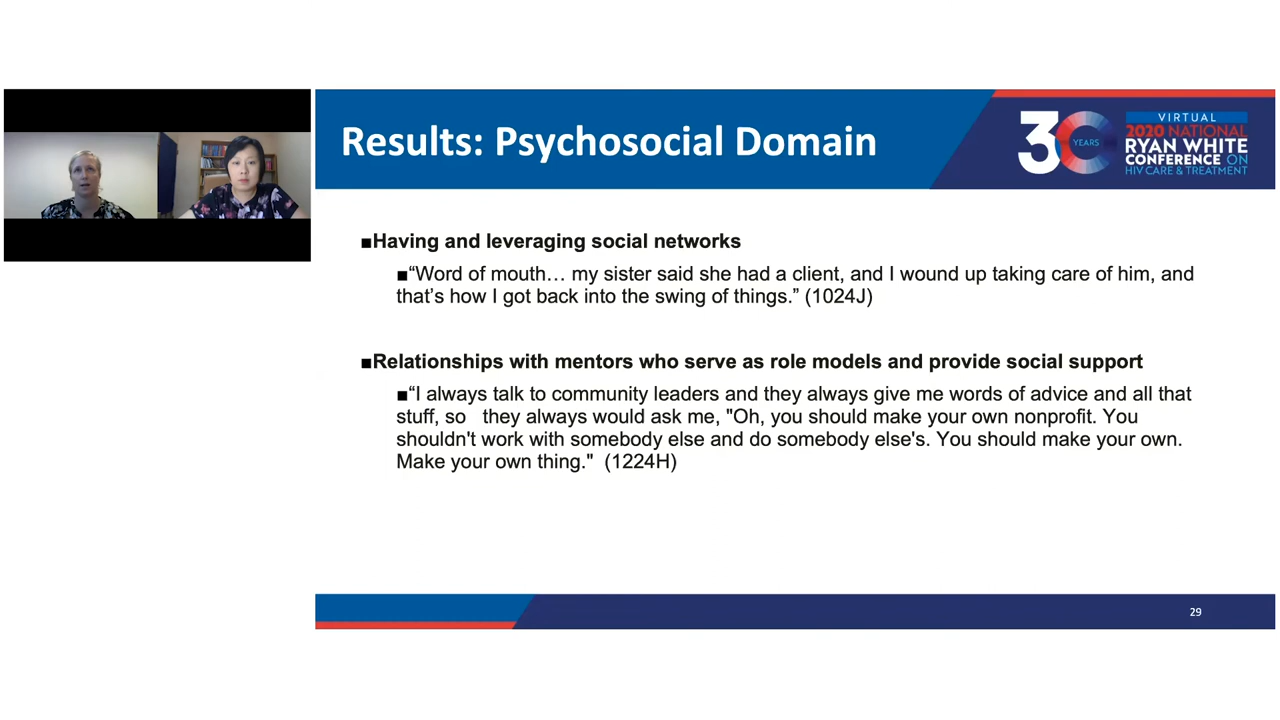 Results: Psychosocial Domain
30 YEARS
VIRTUAL
2020 NATIONAL
RYAN WHITE
CONFERENCE ON
HIV CARE & TREATMENT
■Having and leveraging social networks
■“Word of mouth… my sister said she had a client, and I wound up taking care of him, and
that’s how I got back into the swing of things.” (1024J)
■Relationships with mentors who serve as role models and provide social support
■“I always talk to community leaders and they always give me words of advice and all that
stuff, so they always would ask me, "Oh, you should make your own nonprofit. You
shouldn't work with somebody else and do somebody else's. You should make your own.
Make your own thing." (1224H)
29